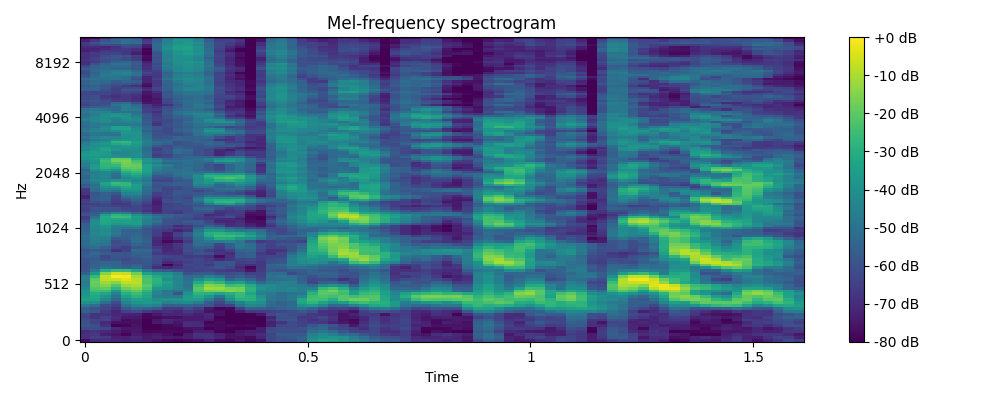 Mel-frequency spectrogram
Hz
8192
4096
2048
1024
512
0
0
0.5
1
1.5
Time
+0 dB
-10 dB
-20 dB
-30 dB
-40 dB
-50 dB
-60 dB
-70 dB
-80 dB